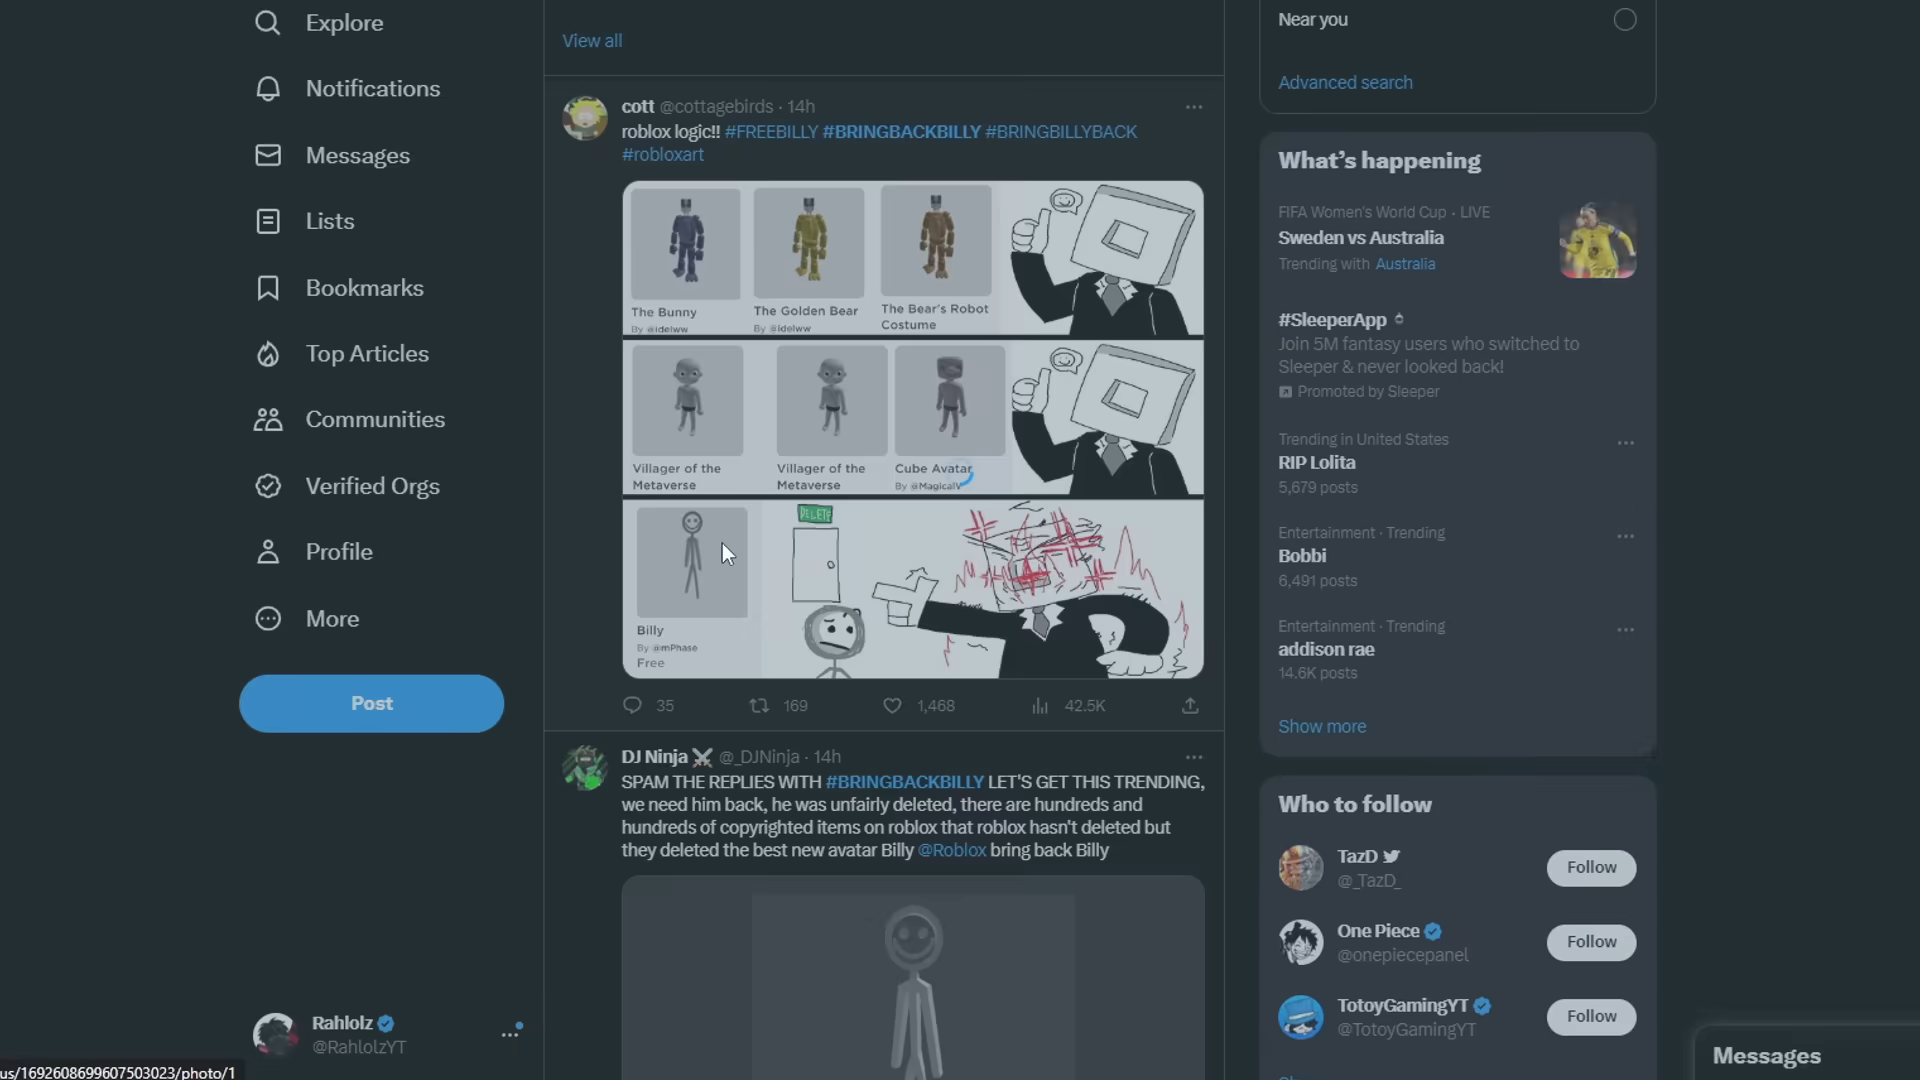 Explore
Notifications
Messages
Lists
Bookmarks
Top Articles
Communities
Verified Orgs
Profile
More
Post
Rahlolz
@RahlolzYT
us/1692608699607503023/photo/1
View all
cott @cottagebirds · 14h
roblox logic!! #FREEBILLY #BRINGBACKBILLY #BRINGBILLYBACK
#robloxart
The Bunny
By @idelww
The Golden Bear
By @idelww
The Bear's Robot
Costume
Villager of the
Metaverse
Villager of the
Metaverse
Cube Avatar
By @MagicalV
DELETE
Billy
By @mPhase
Free
35
169
1,468
42.5K
DJ Ninja @_DJNinja · 14h
SPAM THE REPLIES WITH #BRINGBACKBILLY LET'S GET THIS TRENDING,
we need him back, he was unfairly deleted, there are hundreds and
hundreds of copyrighted items on roblox that roblox hasn't deleted but
they deleted the best new avatar Billy @Roblox bring back Billy
Near you
Advanced search
What's happening
FIFA Women's World Cup · LIVE
Sweden vs Australia
Trending with Australia
#SleeperApp
Join 5M fantasy users who switched to
Sleeper & never looked back!
Promoted by Sleeper
Trending in United States
RIP Lolita
5,679 posts
Entertainment · Trending
Bobbi
6,491 posts
Entertainment · Trending
addison rae
14.6K posts
Show more
Who to follow
TazD
@_TazD_
Follow
One Piece
@onepiecepanel
Follow
TotoyGamingYT
@TotoyGamingYT
Follow
Messages